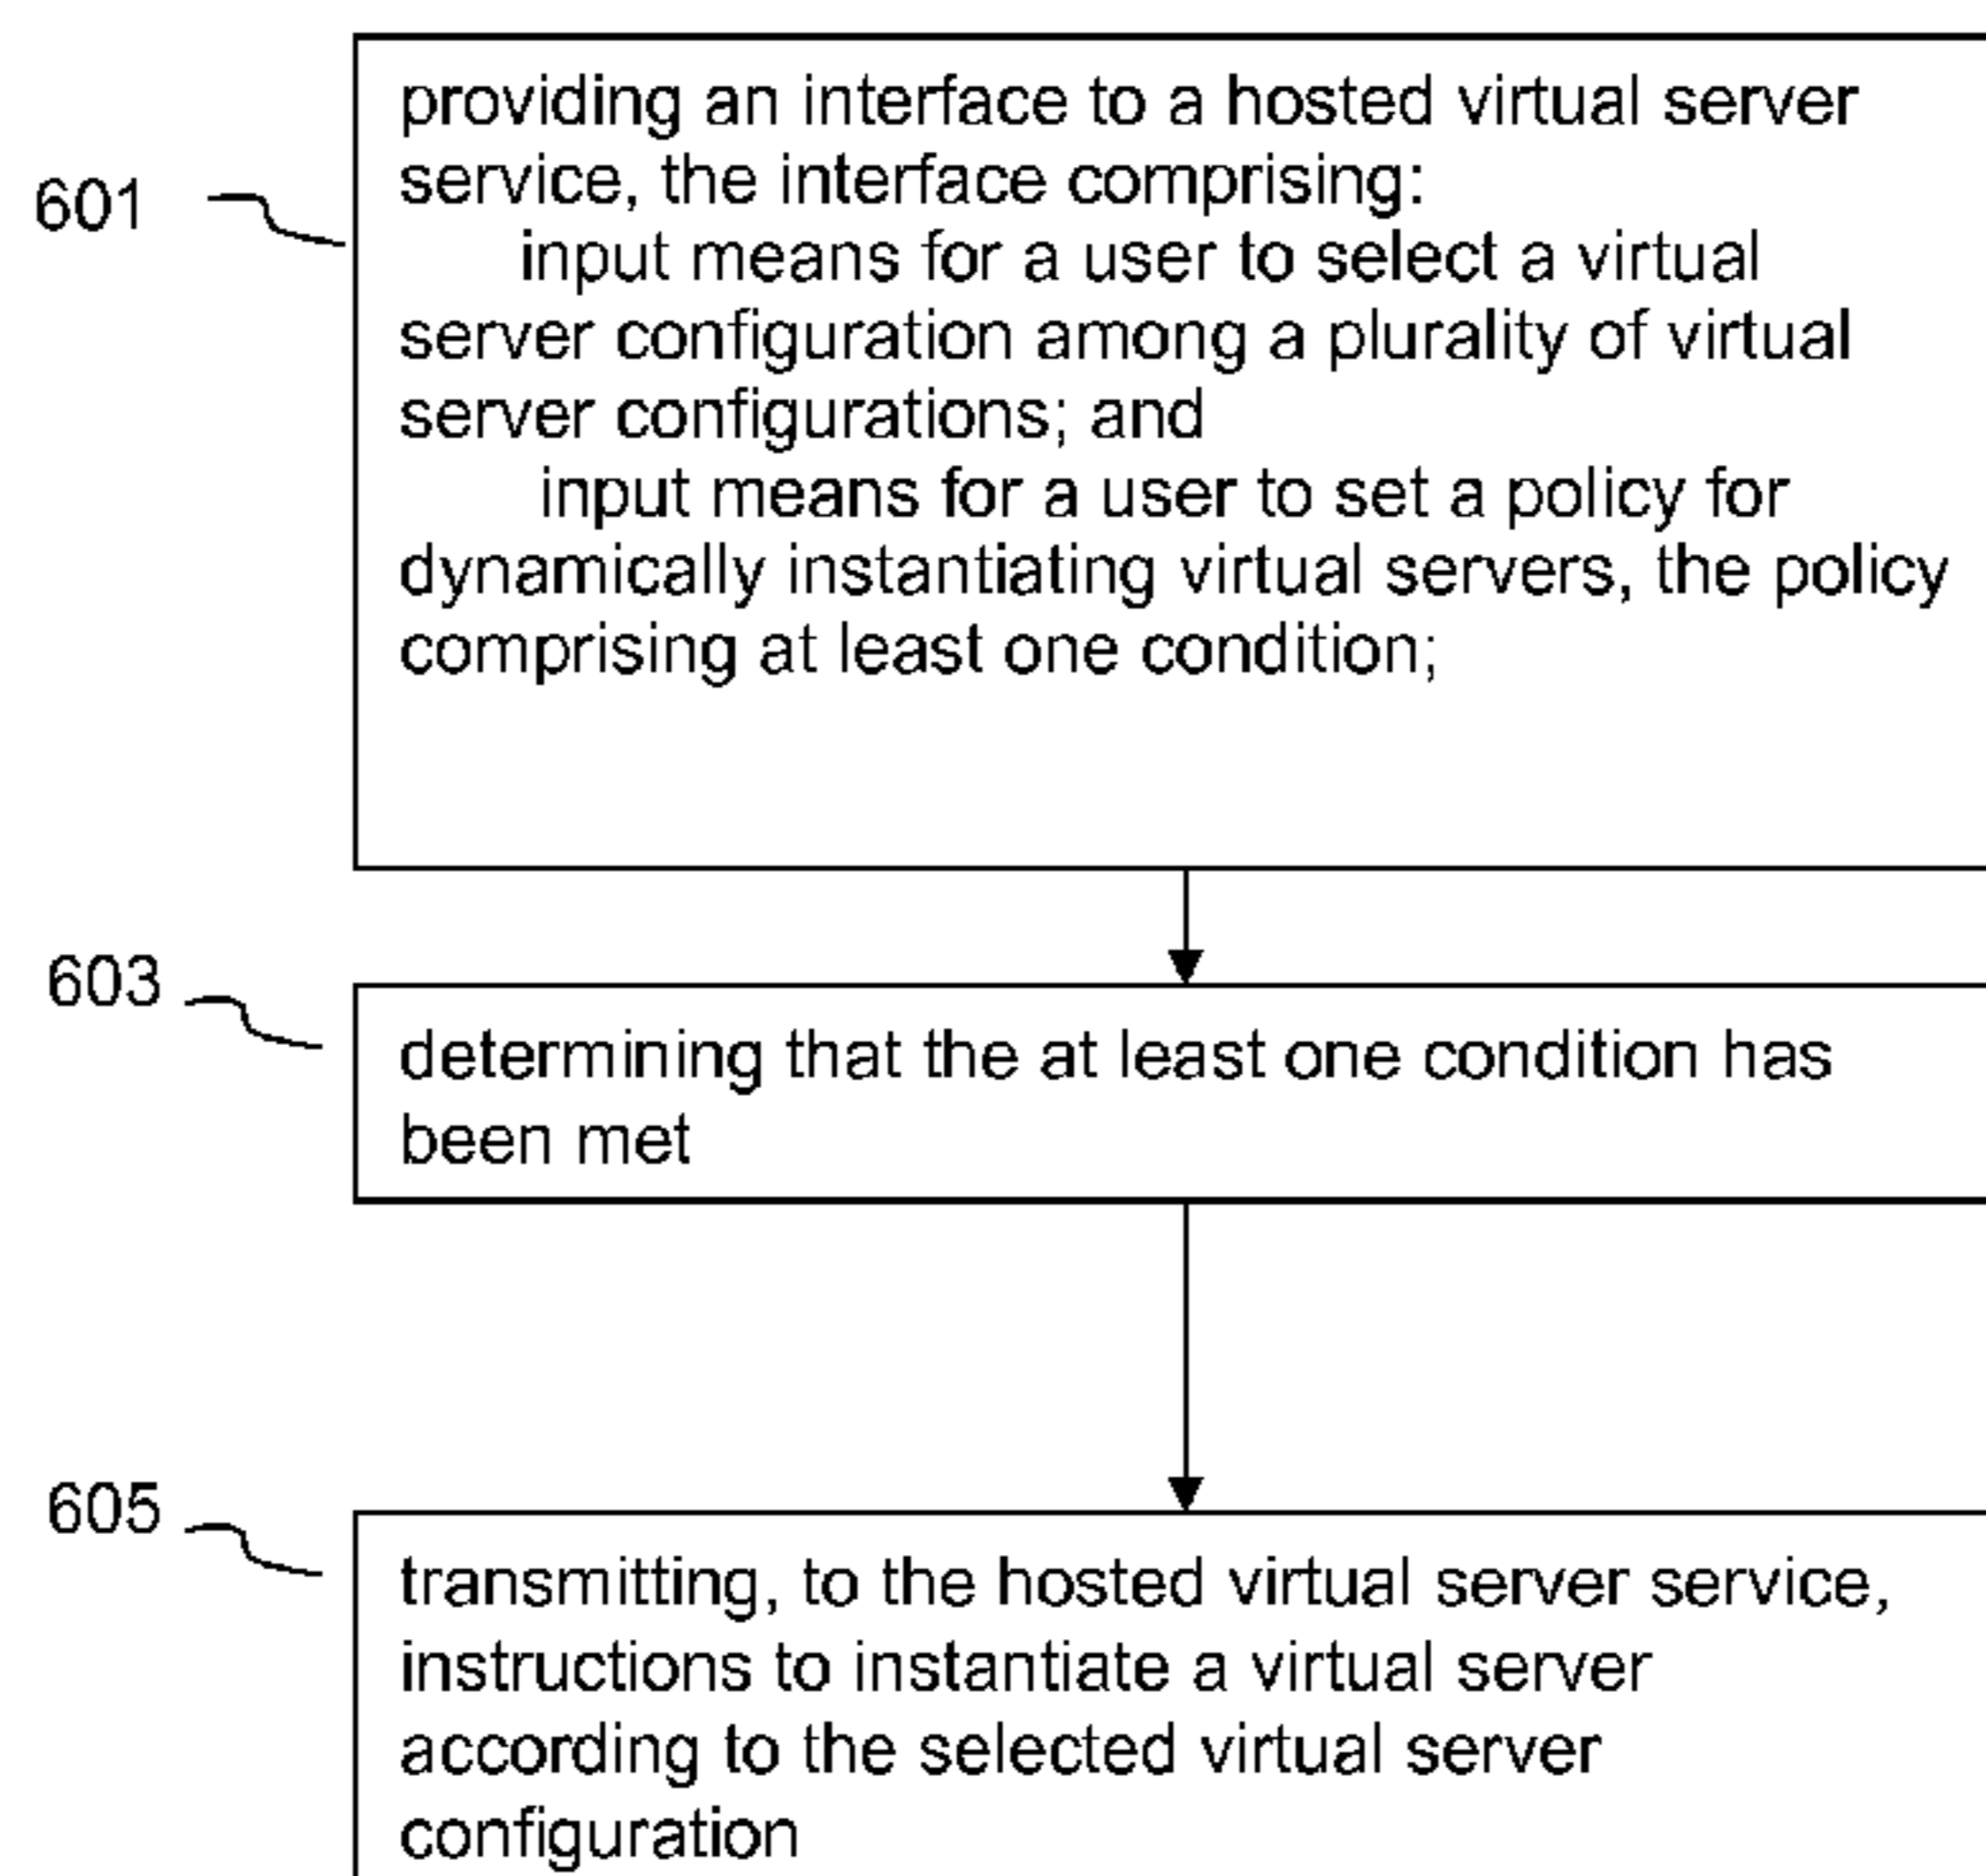 providing an interface to a hosted virtual server
service, the interface comprising:
601
input means for a user to select a virtual
server configuration among a plurality of virtual
server configurations; and
input means for a user to set a policy for
dynamically instantiating virtual servers, the policy
comprising at least one condition;
603
determining that the at least one condition has
been met
605
transmitting, to the hosted virtual server service,
instructions to instantiate a virtual server
according to the selected virtual server
configuration